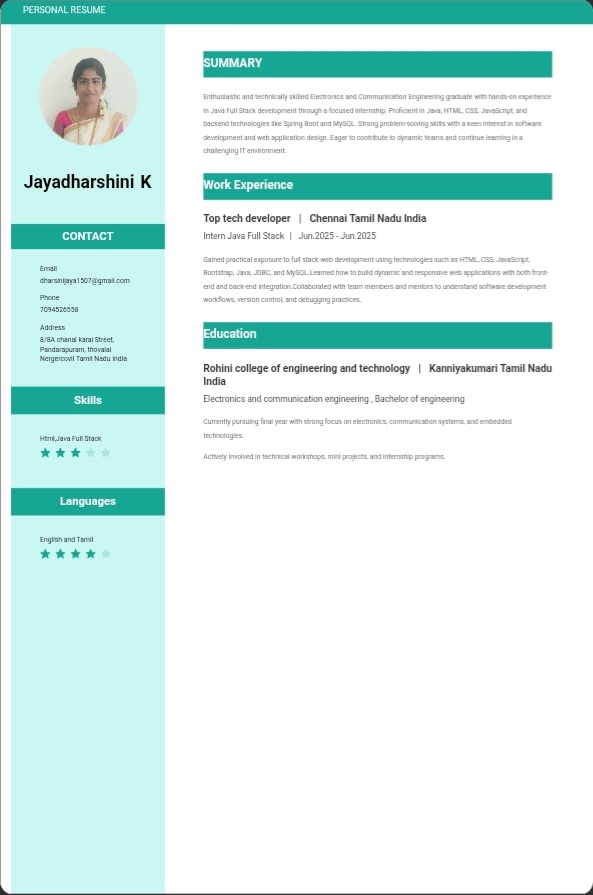 PERSONAL RESUME
Jayadharshini K
CONTACT
Email
dharsinijaya1507@gmail.com
Phone
7094526558
Address
8/8A chanal karai Street,
Pandarapuram, thovalai
Nergercovil Tamil Nadu India
Skills
Html,Java Full Stack
Languages
English and Tamil
SUMMARY
Enthusiastic and technically skilled Electronics and Communication Engineering graduate with hands-on experience
in Java Full Stack development through a focused internship. Proficient in Java, HTML, CSS, JavaScript, and
backend technologies like Spring Boot and MySQL. Strong problem-solving skills with a keen interest in software
development and web application design. Eager to contribute to dynamic teams and continue learning in a
challenging IT environment.
Work Experience
Top tech developer | Chennai Tamil Nadu India
Intern Java Full Stack | Jun.2025 - Jun.2025
Gained practical exposure to full stack web development using technologies such as HTML, CSS, JavaScript,
Bootstrap, Java, JDBC, and MySQL.Learned how to build dynamic and responsive web applications with both front-
end and back-end integration.Collaborated with team members and mentors to understand software development
workflows, version control, and debugging practices.
Education
Rohini college of engineering and technology | Kanniyakumari Tamil Nadu
India
Electronics and communication engineering , Bachelor of engineering
Currently pursuing final year with strong focus on electronics, communication systems, and embedded
technologies.
Actively involved in technical workshops, mini projects, and internship programs.